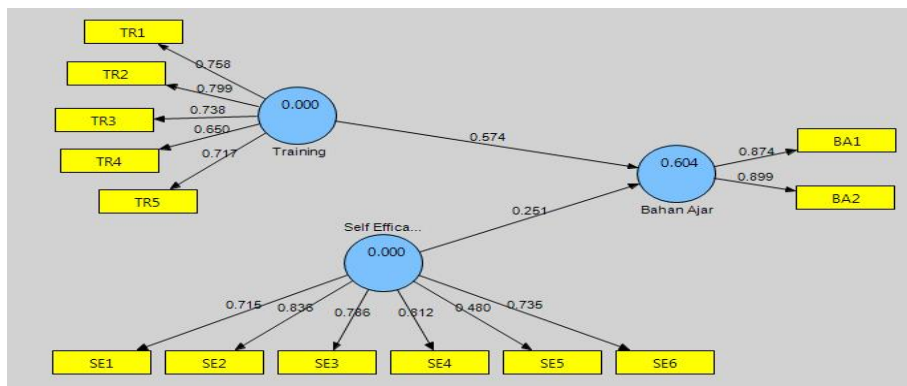 TR1
0.758
TR2
0.799
TR3
0.738
TR4
0.650
TR5
0.717
0.000
Training
0.574
0.604
Bahan Ajar
0.874
BA1
0.899
BA2
0.251
Self Effica...
0.000
0.715
0.836
0.786
0.812
0.480
0.735
SE1
SE2
SE3
SE4
SE5
SE6